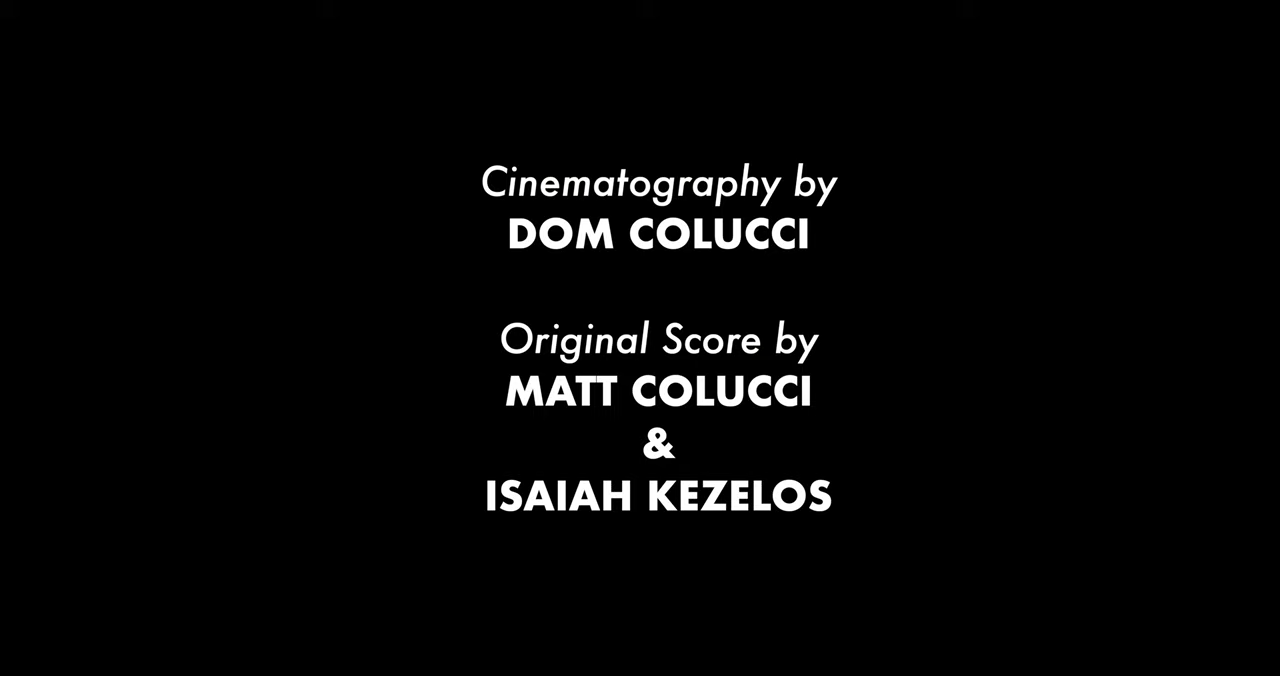 Cinematography by
DOM COLUCCI
Original Score by
MATT COLUCCI
&
ISAIAH KEZELOS